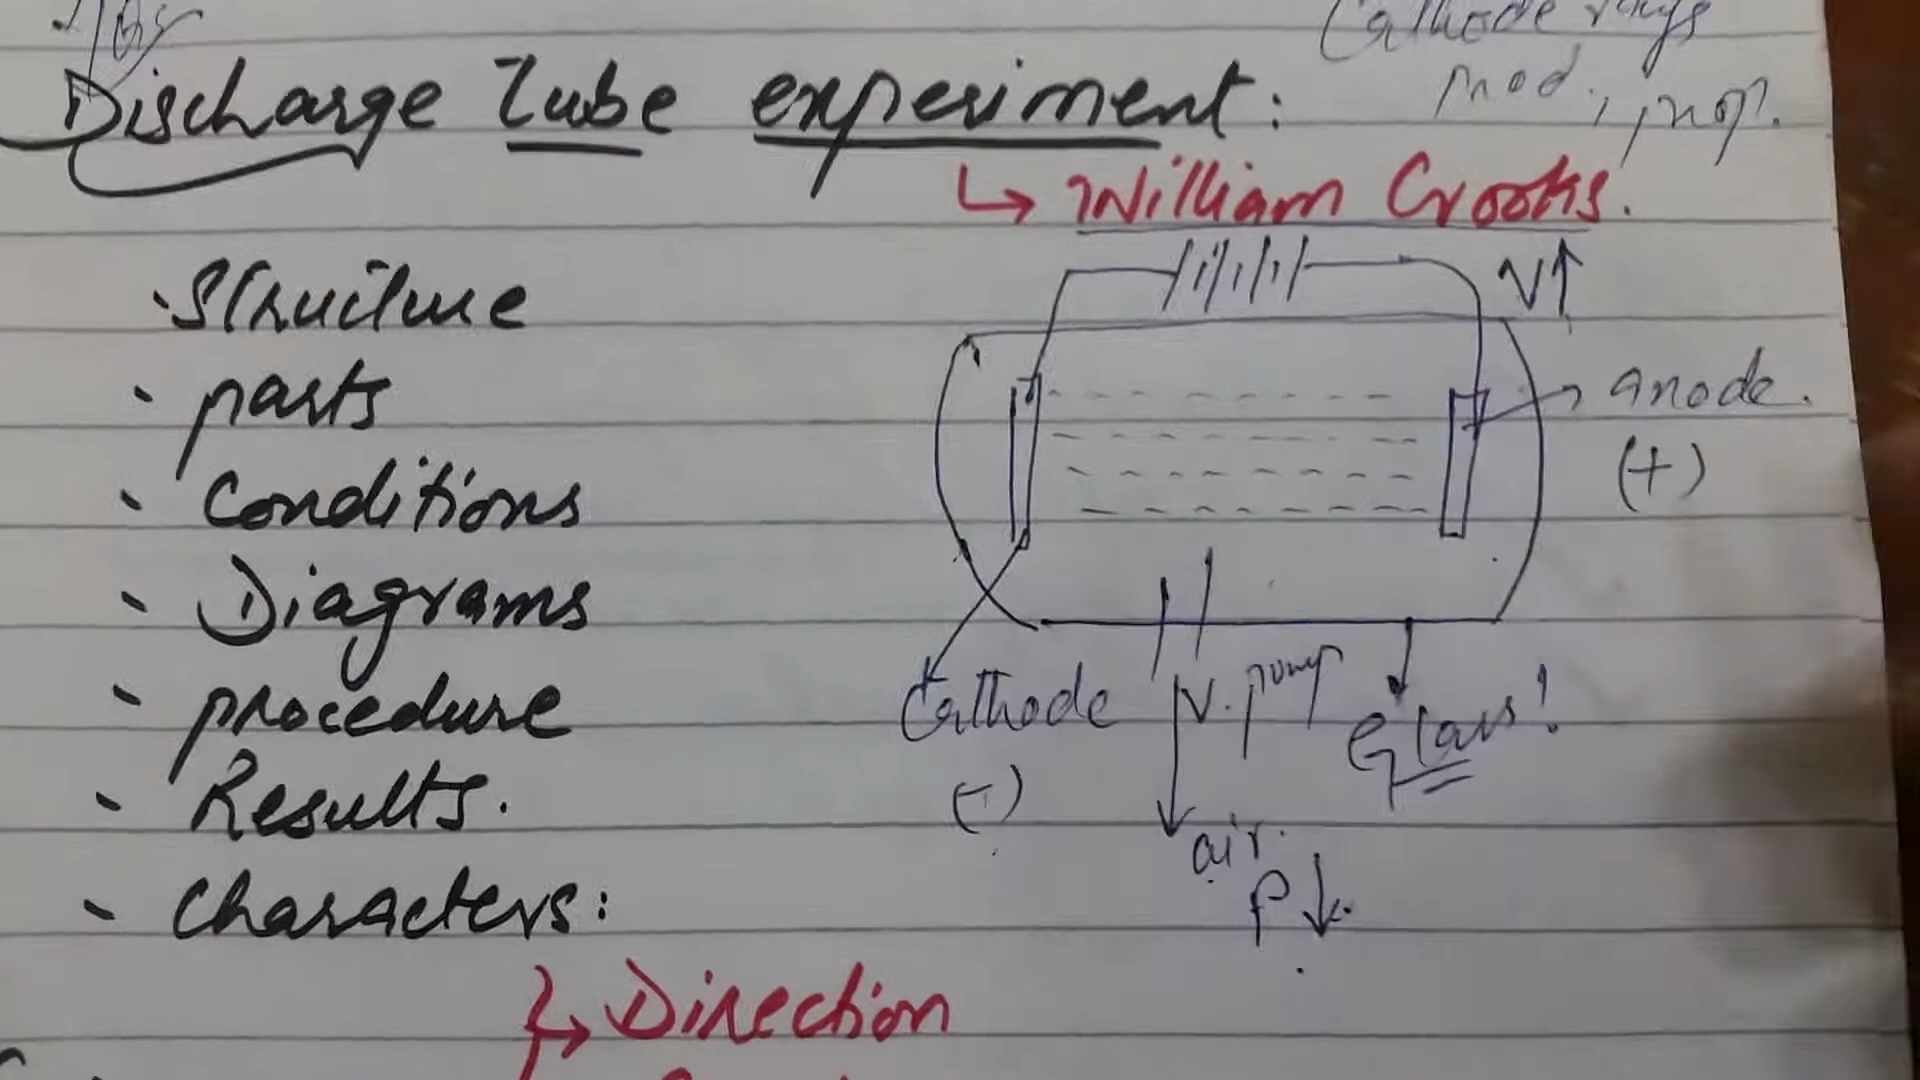 Cathode rays
prod., prop.
Discharge Tube experiment:
↳ William Crooks.
· Structure
· parts
· Conditions
· Diagrams
· procedure
· Results.
· Characters:
→ Direction
V↑
anode.
(+)
Cathode
(-)
V. pump
Glass!
air.
P↓.